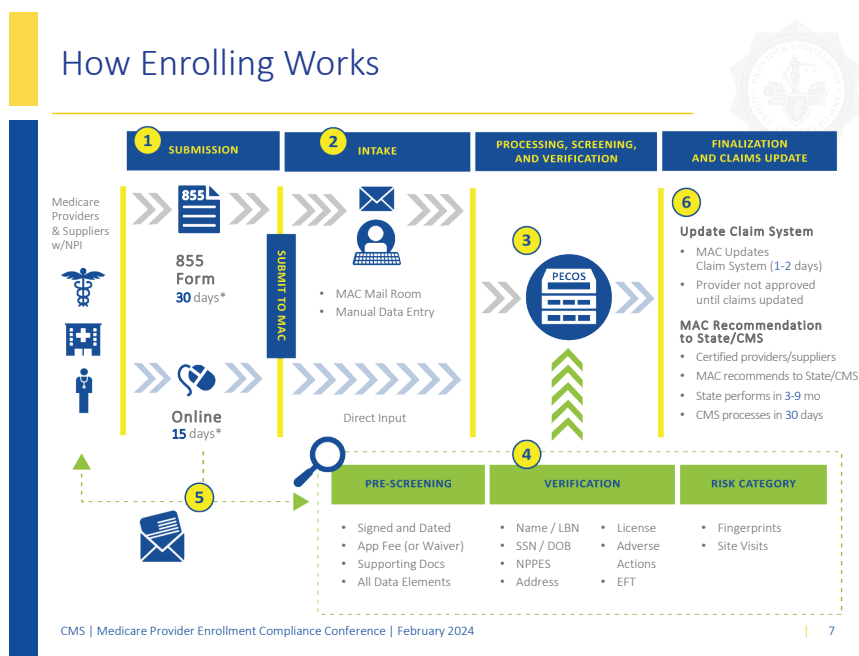 How Enrolling Works
1
SUBMISSION
2
INTAKE
PROCESSING, SCREENING,
AND VERIFICATION
FINALIZATION
AND CLAIMS UPDATE
Medicare
Providers
& Suppliers
w/NPI
855
855
Form
30 days*
SUBMIT TO MAC
• MAC Mail Room
• Manual Data Entry
Online
15 days*
Direct Input
3
PECOS
6
Update Claim System
• MAC Updates
Claim System (1-2 days)
• Provider not approved
until claims updated
MAC Recommendation
to State/CMS
• Certified providers/suppliers
• MAC recommends to State/CMS
• State performs in 3-9 mo
• CMS processes in 30 days
4
5
PRE-SCREENING
• Signed and Dated
• App Fee (or Waiver)
• Supporting Docs
• All Data Elements
VERIFICATION
• Name / LBN
• SSN / DOB
• NPPES
• Address
• License
• Adverse
Actions
• EFT
RISK CATEGORY
• Fingerprints
• Site Visits
CMS | Medicare Provider Enrollment Compliance Conference | February 2024
| 7